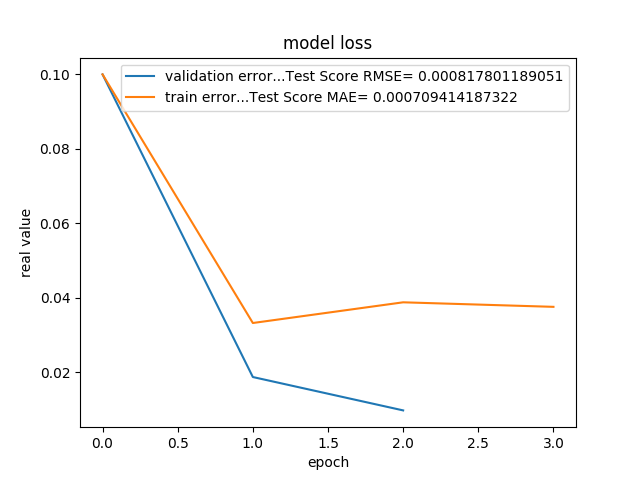 model loss
validation error...Test Score RMSE= 0.000817801189051
train error...Test Score MAE= 0.000709414187322
0.10
0.08
0.06
0.04
0.02
real value
0.0 0.5 1.0 1.5 2.0 2.5 3.0
epoch